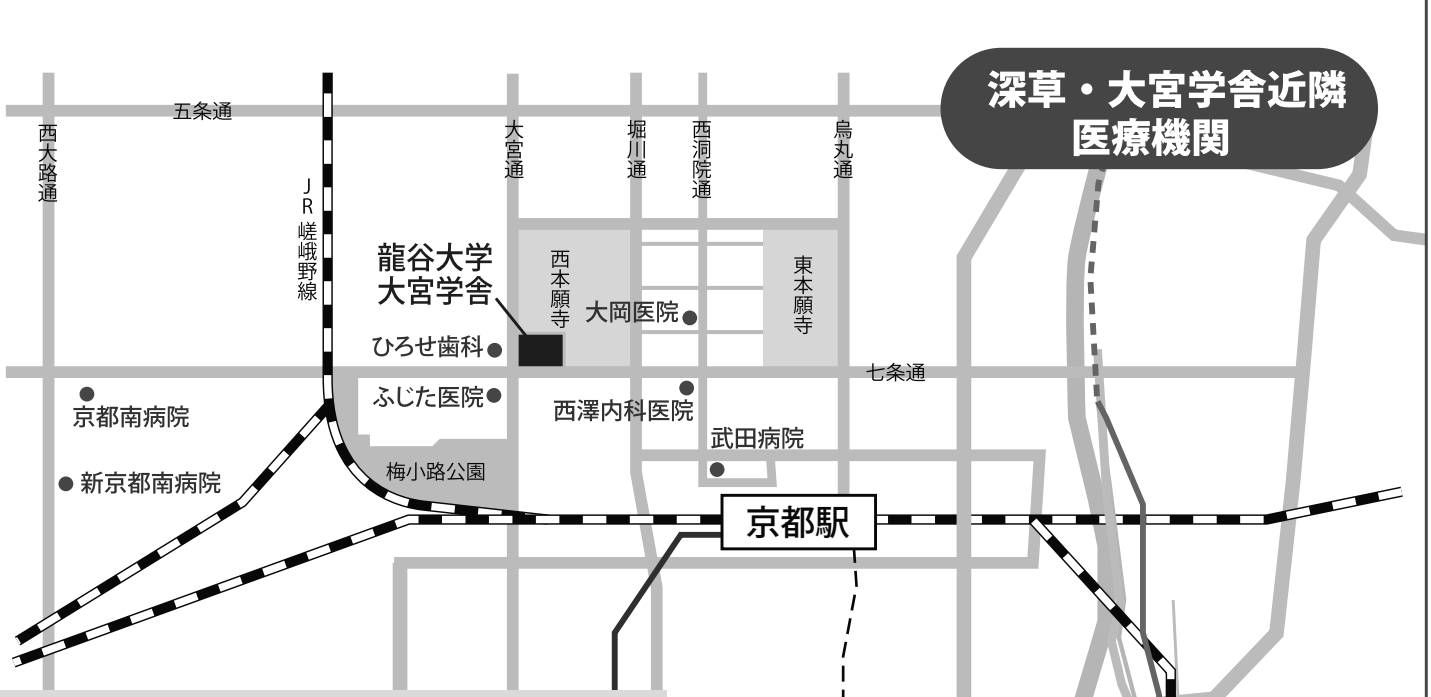 深草・大宮学舎近隣
医療機関
五条通
西大路通
JR嵯峨野線
大宮通
堀川通
西洞院通
烏丸通
龍谷大学
大宮学舎
西本願寺
東本願寺
大岡医院
ひろせ歯科
七条通
ふじた医院
西澤内科医院
京都南病院
武田病院
梅小路公園
新京都南病院
京都駅